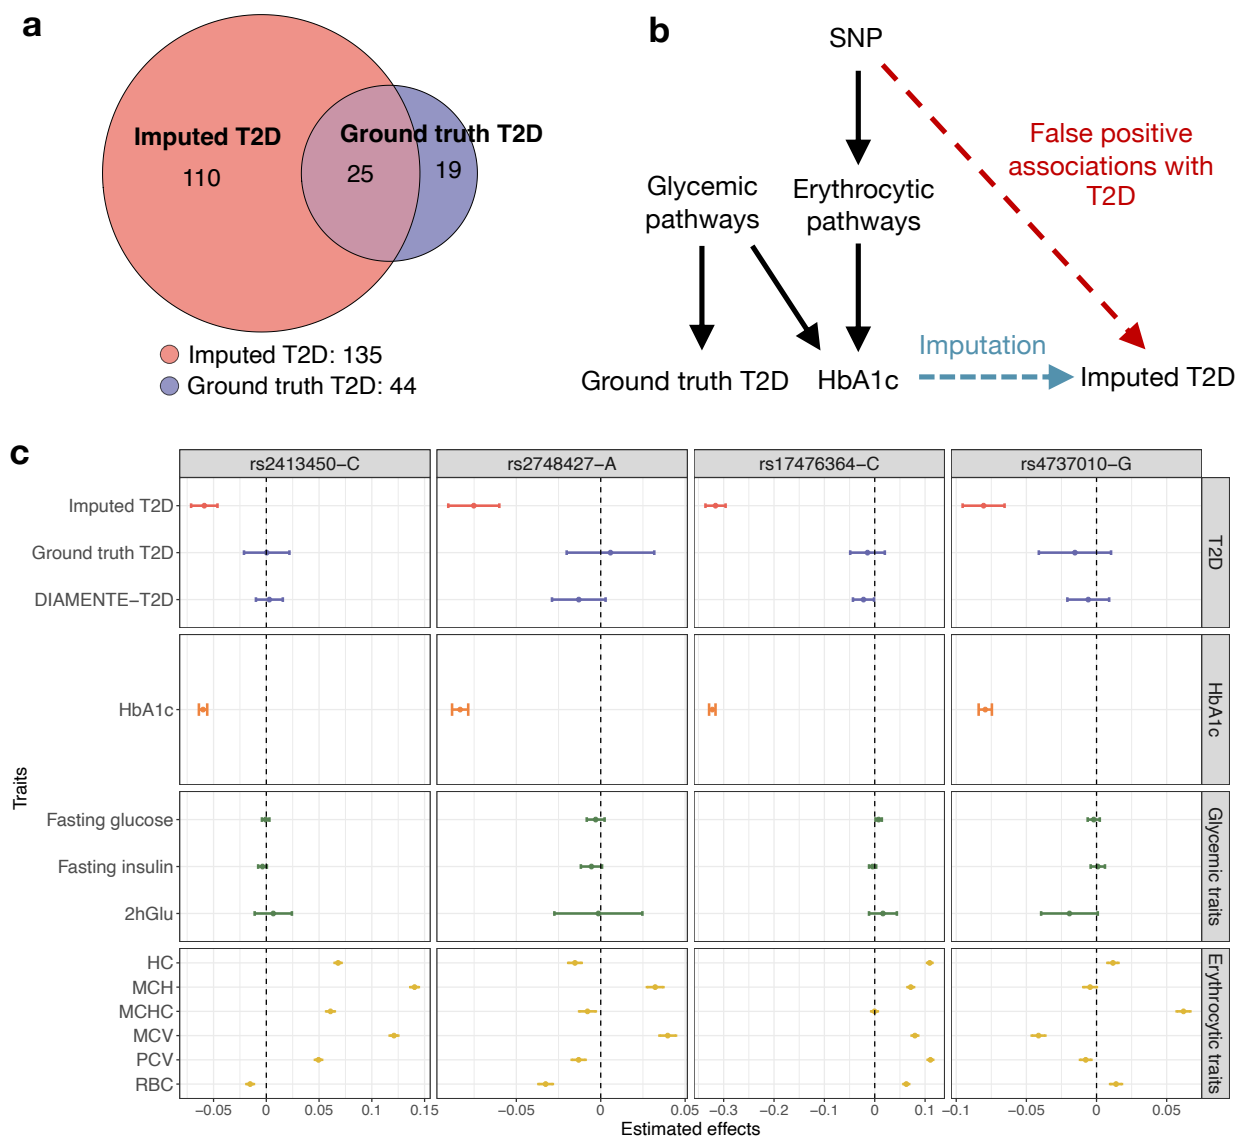 a
Imputed T2D
Ground truth T2D
110
25
19
Imputed T2D: 135
Ground truth T2D: 44
b
SNP
False positive
associations with
T2D
Glycemic
pathways
Erythrocytic
pathways
Imputation
Ground truth T2D
HbA1c
Imputed T2D
c
rs2413450−C
rs2748427−A
rs17476364−C
rs4737010−G
Imputed T2D
Ground truth T2D
DIAMENTE−T2D
T2D
HbA1c
HbA1c
Traits
Fasting glucose
Fasting insulin
2hGlu
Glycemic traits
HC
MCH
MCHC
MCV
PCV
RBC
Erythrocytic traits
−0.05 0 0.05 0.1 0.15
−0.05 0 0.05
−0.3 −0.2 −0.1 0 0.1
−0.1 −0.05 0 0.05
Estimated effects